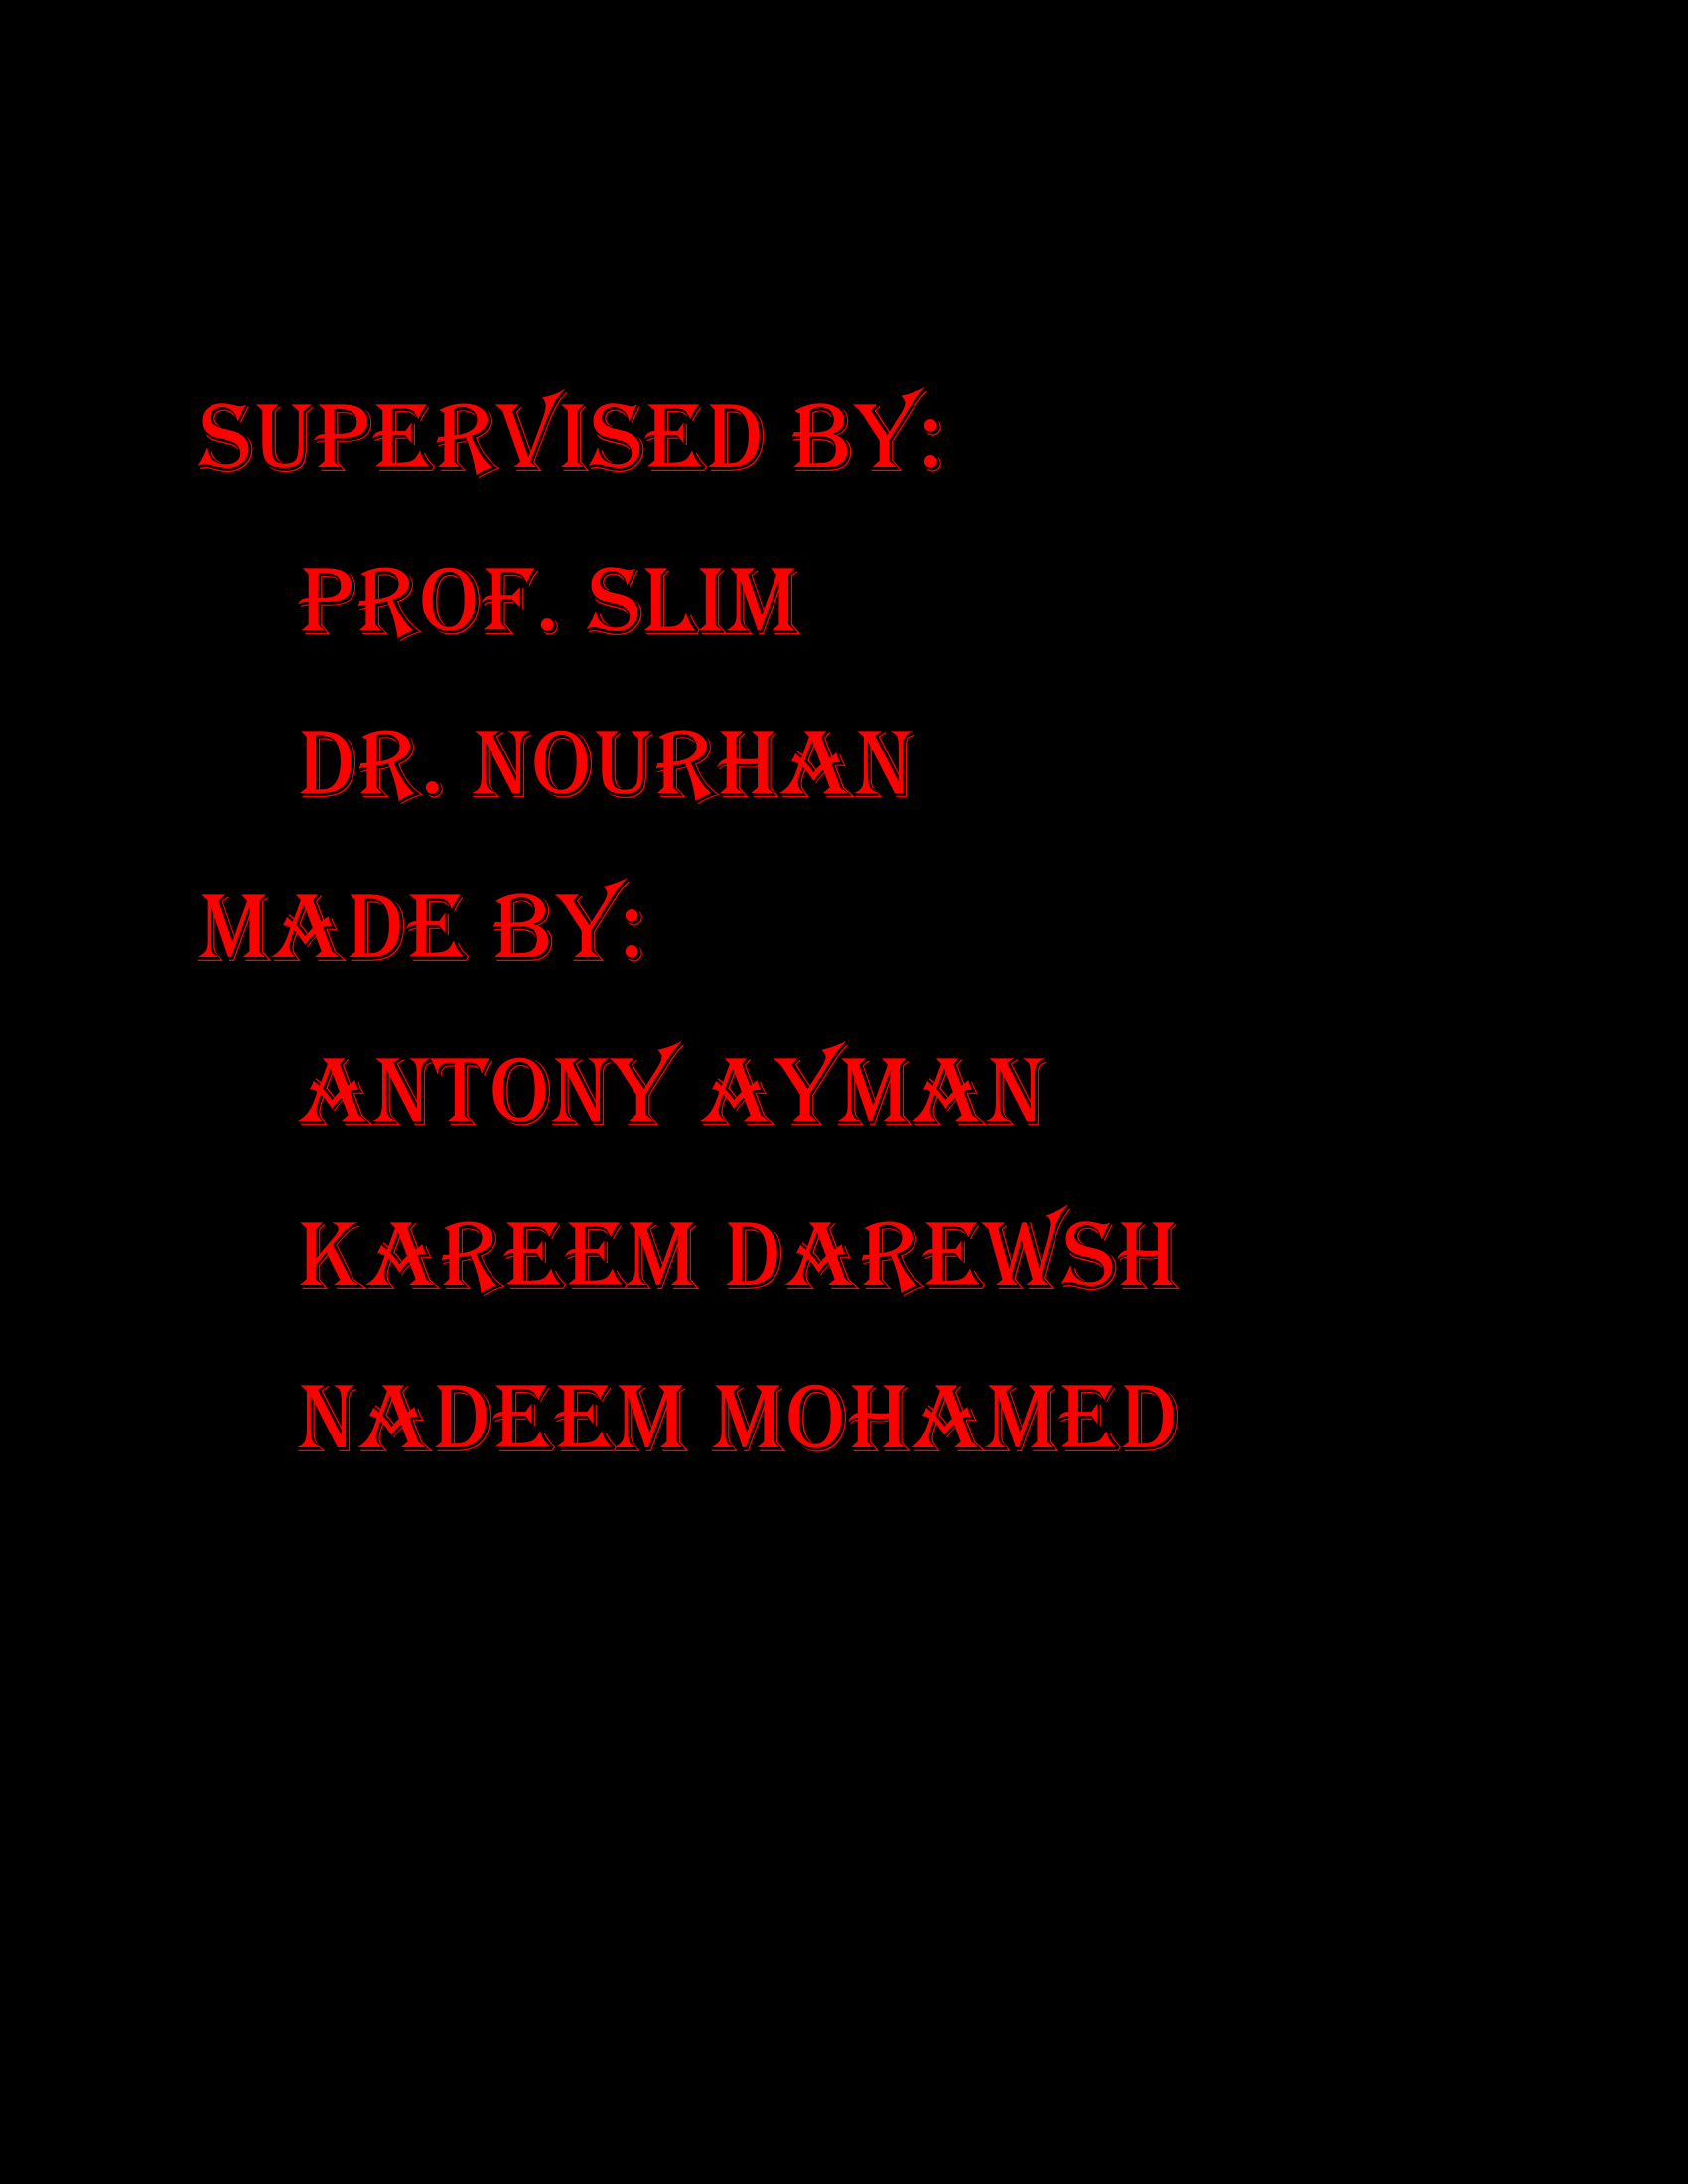 SUPERVISED BY:
PROF. SLIM
DR. NOURHAN
MADE BY:
ANTONY AYMAN
KAREEM DAREWSH
NADEEM MOHAMED